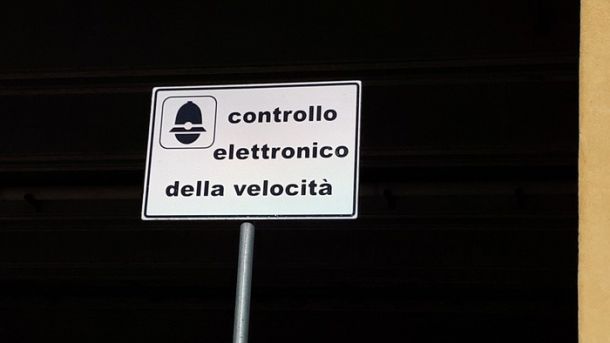 controllo
elettronico
della velocità